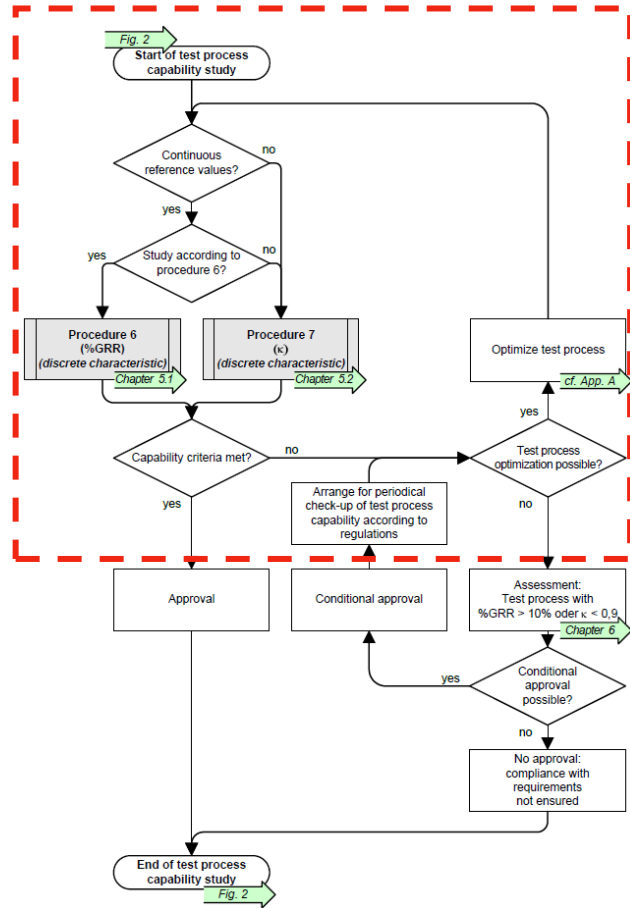 Fig. 2
Start of test process
capability study
Continuous
reference values?
no
yes
Study according to
procedure 6?
yes
no
Procedure 6
(%GRR)
(discrete characteristic)
Chapter 5.1
Procedure 7
(κ)
(discrete characteristic)
Chapter 5.2
Optimize test process
cf. App. A
yes
Capability criteria met?
no
Test process
optimization possible?
yes
no
Arrange for periodical
check-up of test process
capability according to
regulations
Approval
Conditional approval
Assessment:
Test process with
%GRR > 10% oder κ < 0,9
Chapter 6
yes
Conditional
approval
possible?
no
No approval:
compliance with
requirements
not ensured
End of test process
capability study
Fig. 2